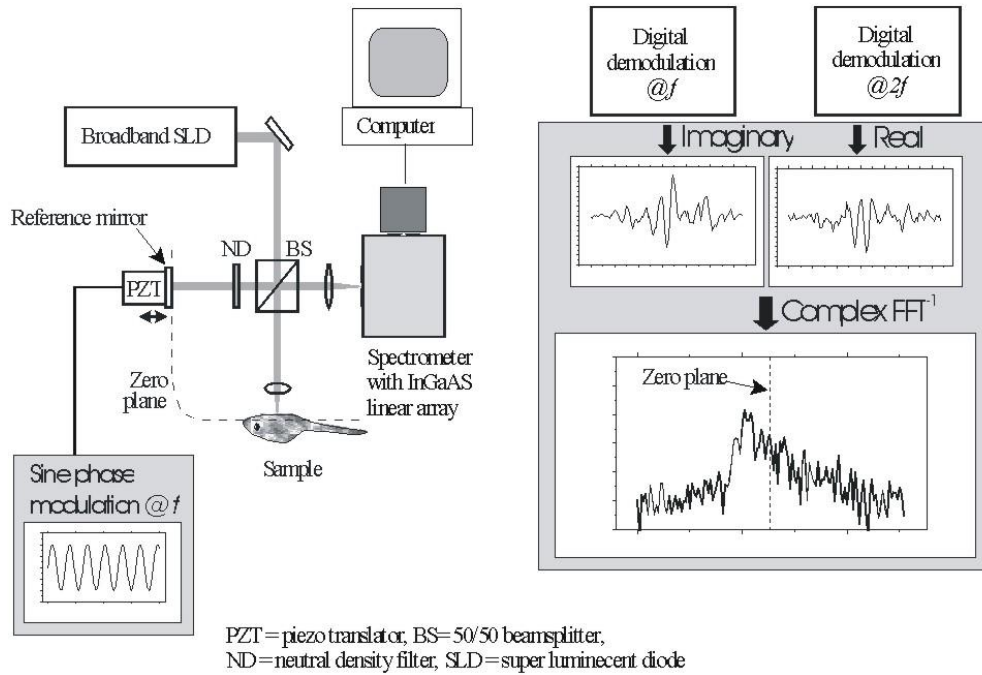 Broadband SLD
Computer
Reference mirror
ND
BS
PZT
Zero
plane
Spectrometer
with InGaAS
linear array
Sample
Sine phase
modulation @ f
Digital
demodulation
@f
Digital
demodulation
@2f
Imaginary
Real
Complex FFT-1
Zero plane
PZT = piezo translator, BS= 50/50 beamsplitter,
ND = neutral density filter, SLD = super luminecent diode